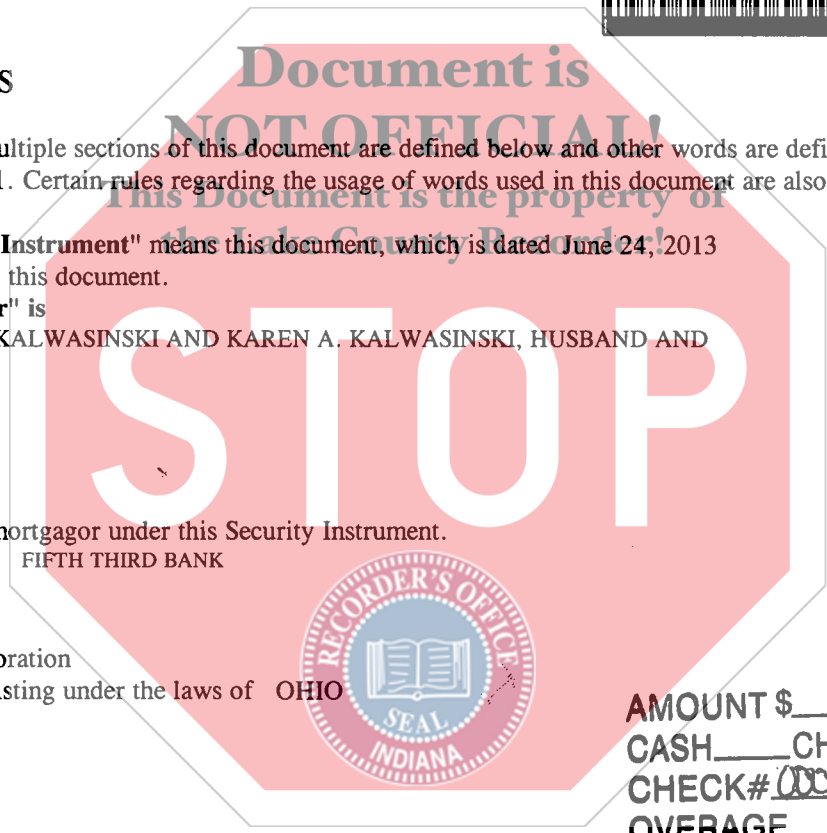 Document is
S
NOT OFFICIAL!
ultiple sections of this document are defined below and other words are defi
1. Certain rules regarding the usage of words used in this document are also
This Document is the property of
the Lake County Recorder!
Instrument" means this document, which is dated June 24, 2013
this document.
r" is
KALWASINSKI AND KAREN A. KALWASINSKI, HUSBAND AND
STOP
nortgagor under this Security Instrument.
FIFTH THIRD BANK
RECORDER'S OFFICE
oration
sting under the laws of OHIO
SEAL
INDIANA
AMOUNT $
CASH CH
CHECK#
OVERAGE